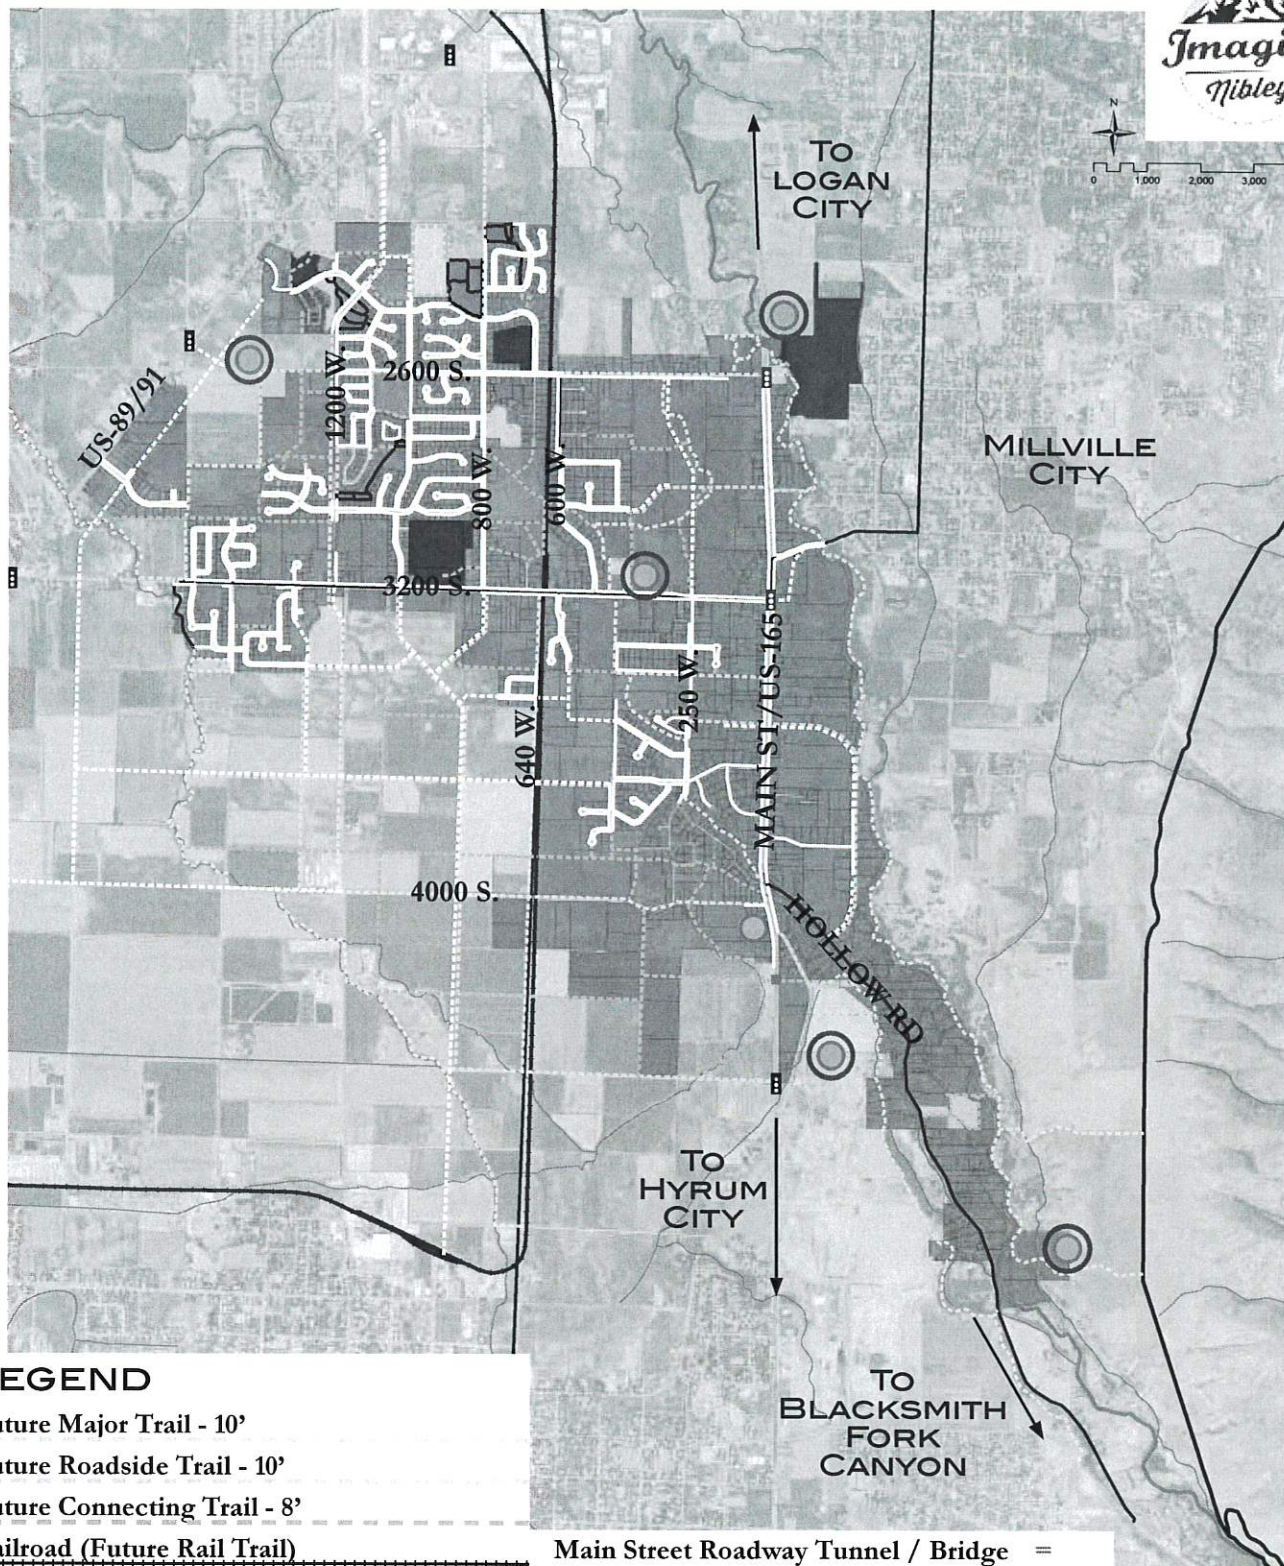 Imagi
Nibley
N
0 1,000 2,000 3,000
TO
LOGAN
CITY
2600 S.
1200 W.
US-89/91
MILLVILLE
CITY
800 W.
600 W.
3200 S.
MAIN ST/US-165
250 W
640 W.
4000 S.
HOLLOW RD
TO
HYRUM
CITY
TO
BLACKSMITH
FORK
CANYON
EGEND
uture Major Trail - 10’
uture Roadside Trail - 10’
uture Connecting Trail - 8’
ailroad (Future Rail Trail)
Main Street Roadway Tunnel / Bridge =